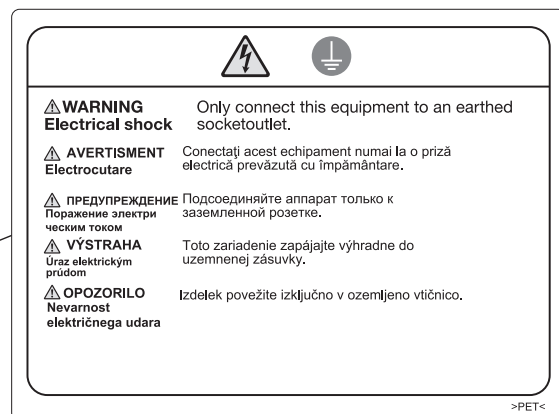 ⚠WARNING Only connect this equipment to an earthed
Electrical shock socketoutlet.
⚠ AVERTISMENT Conectaţi acest echipament numai la o priză
Electrocutare electrică prevăzută cu împământare.
⚠ ПРЕДУПРЕЖДЕНИЕ Подсоединяйте аппарат только к
Поражение электри заземленной розетке.
ческим током
⚠ VÝSTRAHA Toto zariadenie zapájajte výhradne do
Úraz elektrickým uzemnenej zásuvky.
prúdom
⚠ OPOZORILO Izdelek povežite izključno v ozemljeno vtičnico.
Nevarnost
električnega udara
>PET<